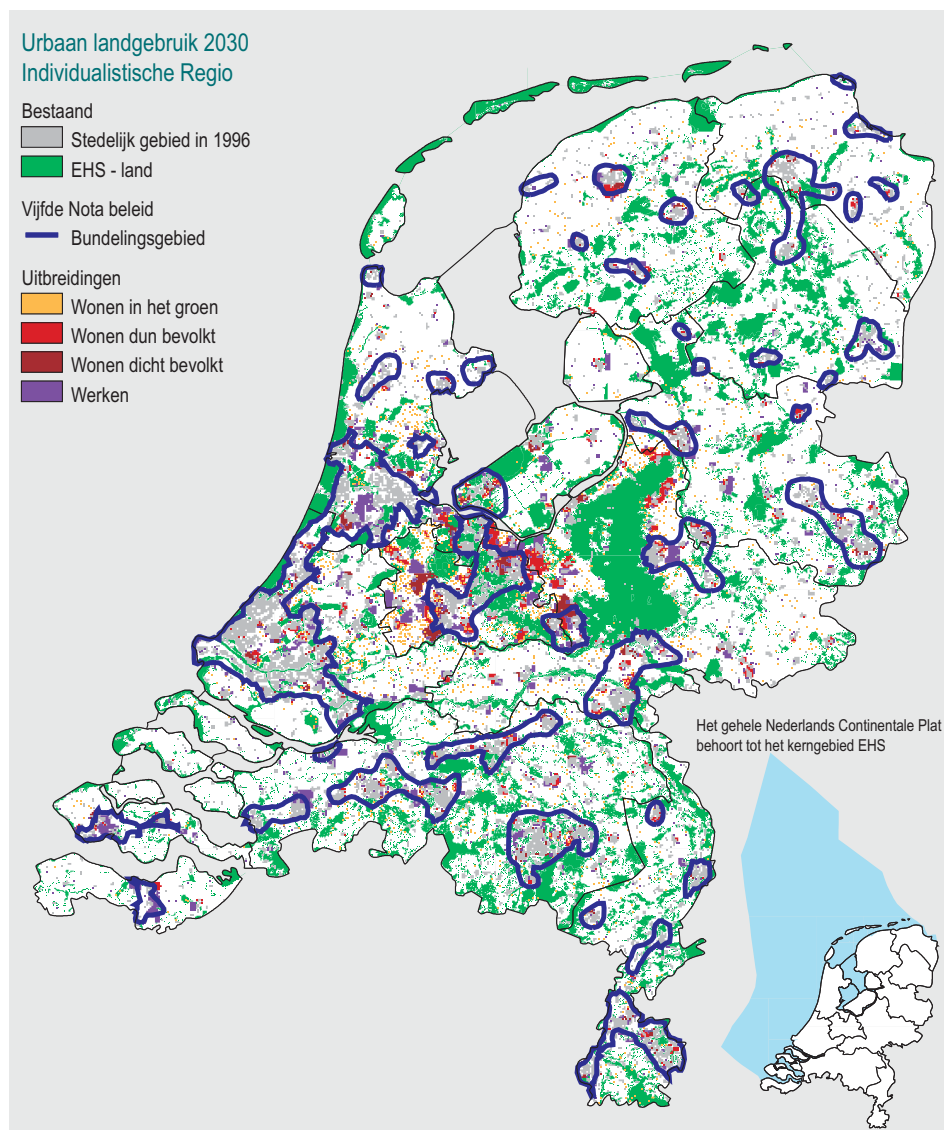 Urbaan landgebruik 2030
Individualistische Regio
Bestaand
Stedelijk gebied in 1996
EHS - land
Vijfde Nota beleid
Bundelingsgebied
Uitbreidingen
Wonen in het groen
Wonen dun bevolkt
Wonen dicht bevolkt
Werken
Het gehele Nederlands Continentale Plat
behoort tot het kerngebied EHS